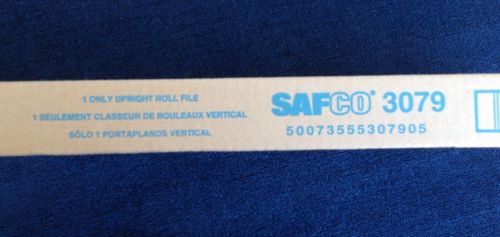 1 ONLY UPRIGHT ROLL FILE
1 SEULEMENT CLASSEUR DE ROULEAUX VERTICAL
SÓLO 1 PORTAPLANOS VERTICAL
SAFCO® 3079
50073555307905